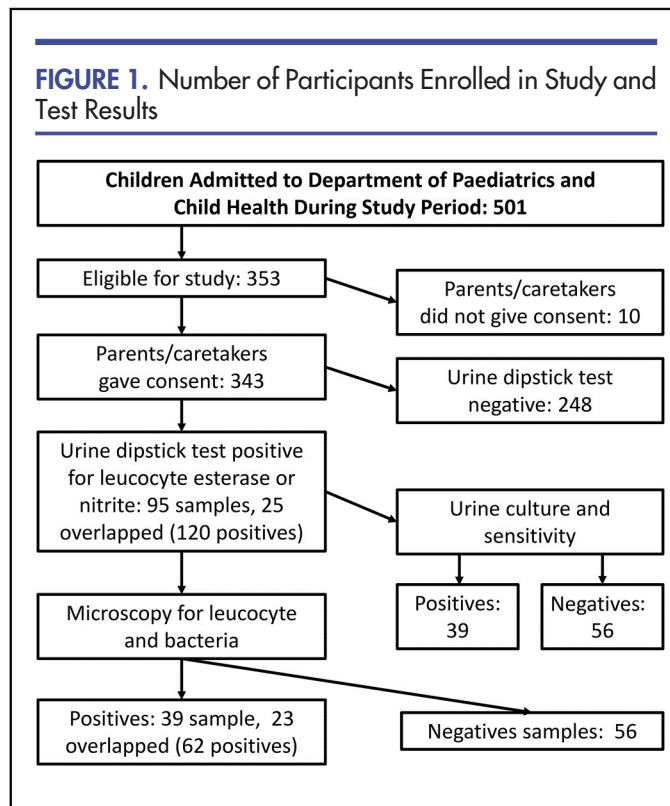 FIGURE 1. Number of Participants Enrolled in Study and
Test Results
Children Admitted to Department of Paediatrics and
Child Health During Study Period: 501
Eligible for study: 353
Parents/caretakers
did not give consent: 10
Parents/caretakers
gave consent: 343
Urine dipstick test
negative: 248
Urine dipstick test positive
for leucocyte esterase or
nitrite: 95 samples, 25
overlapped (120 positives)
Urine culture and
sensitivity
Positives:
39
Negatives:
56
Microscopy for leucocyte
and bacteria
Positives: 39 sample, 23
overlapped (62 positives)
Negatives samples: 56